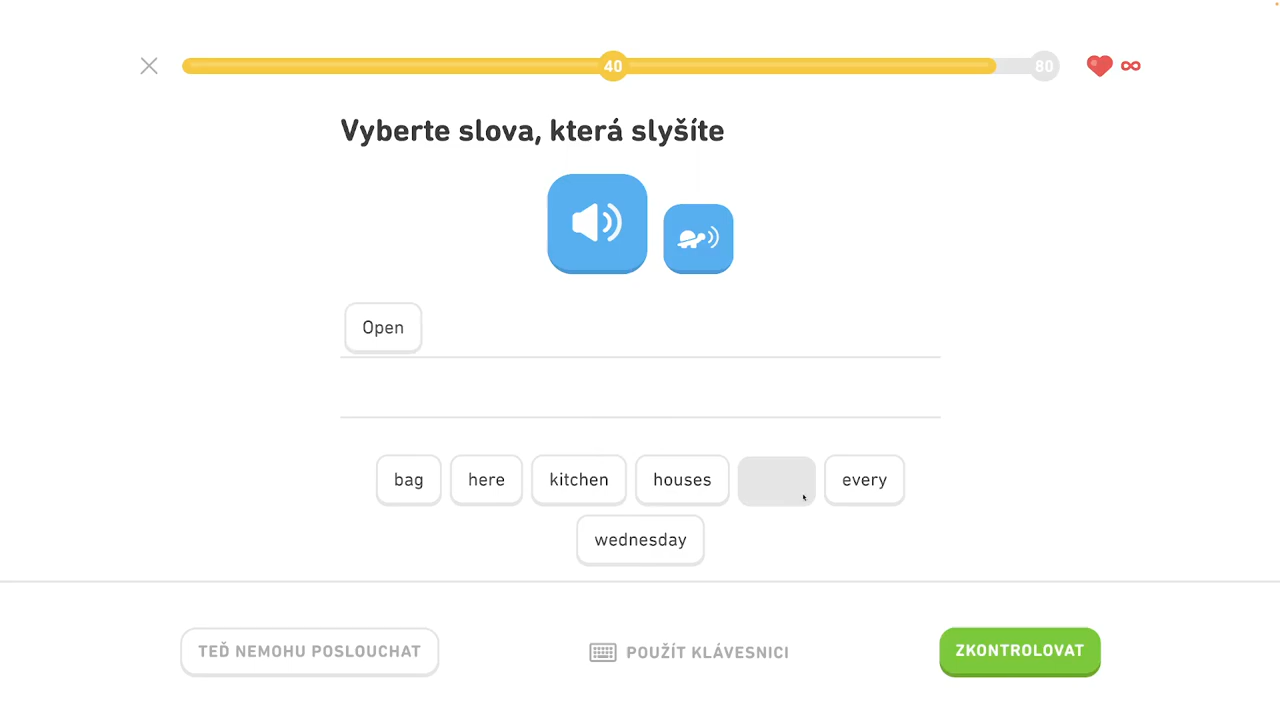 40 80 ∞
Vyberte slova, která slyšíte
Open
bag here kitchen houses every
wednesday
TEĎ NEMOHU POSLOUCHAT POUŽÍT KLÁVESNICI ZKONTROLOVAT